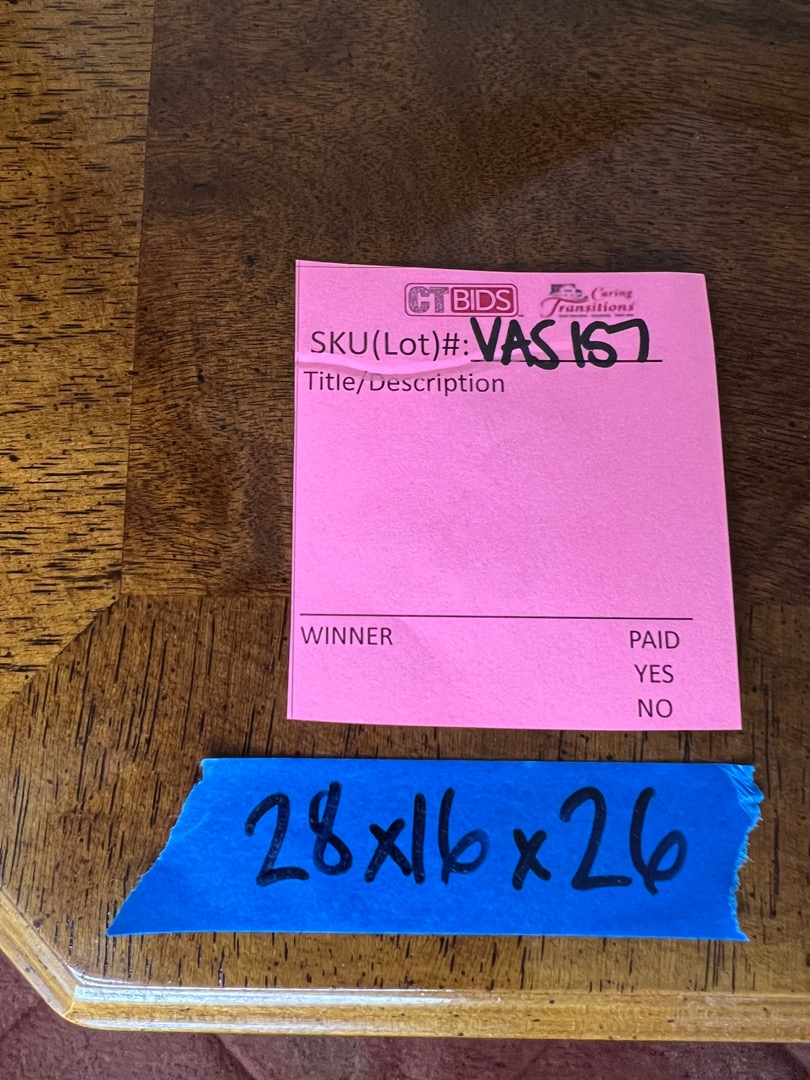 CTBIDS
Caring
Transitions
SKU(Lot)#: VAS157
Title/Description
WINNER PAID
YES
NO
28x16x26